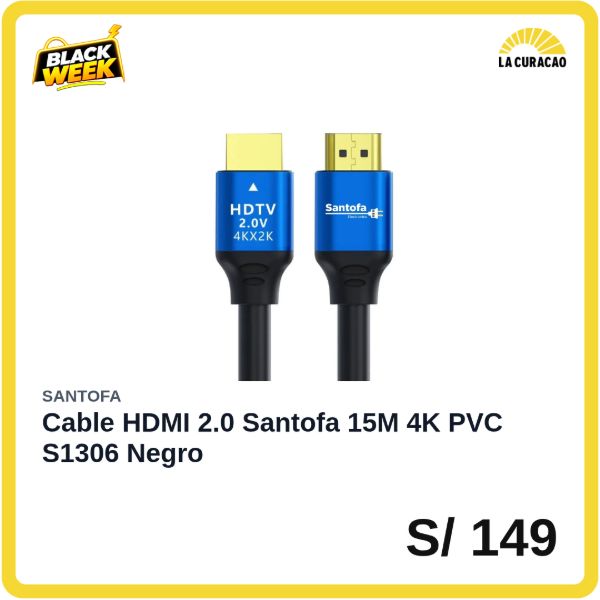 BLACK
WEEK
LA CURACAO
HDTV
2.0V
4KX2K
Santofa
SANTOFA
Cable HDMI 2.0 Santofa 15M 4K PVC
S1306 Negro
S/ 149